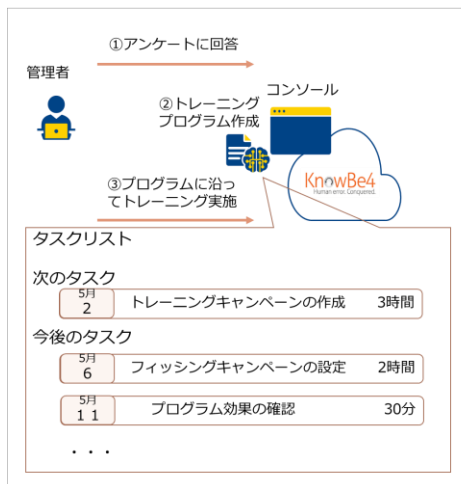 ①アンケートに回答
管理者
コンソール
②トレーニング
プログラム作成
KnowBe4
Human error. Conquered.
③プログラムに沿っ
てトレーニング実施
タスクリスト
次のタスク
5月
2
トレーニングキャンペーンの作成 3時間
今後のタスク
5月
6
フィッシングキャンペーンの設定 2時間
5月
11
プログラム効果の確認 30分
・・・